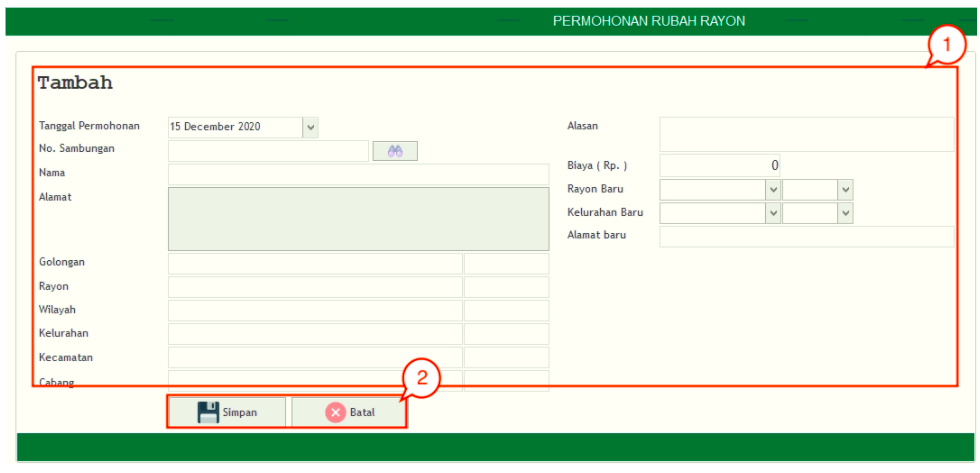 PERMOHONAN RUBAH RAYON
1
Tambah
Tanggal Permohonan 15 December 2020
No. Sambungan
Nama
Alamat
Golongan
Rayon
Wilayah
Kelurahan
Kecamatan
Cabang
Alasan
Biaya ( Rp. ) 0
Rayon Baru
Kelurahan Baru
Alamat baru
2
Simpan Batal